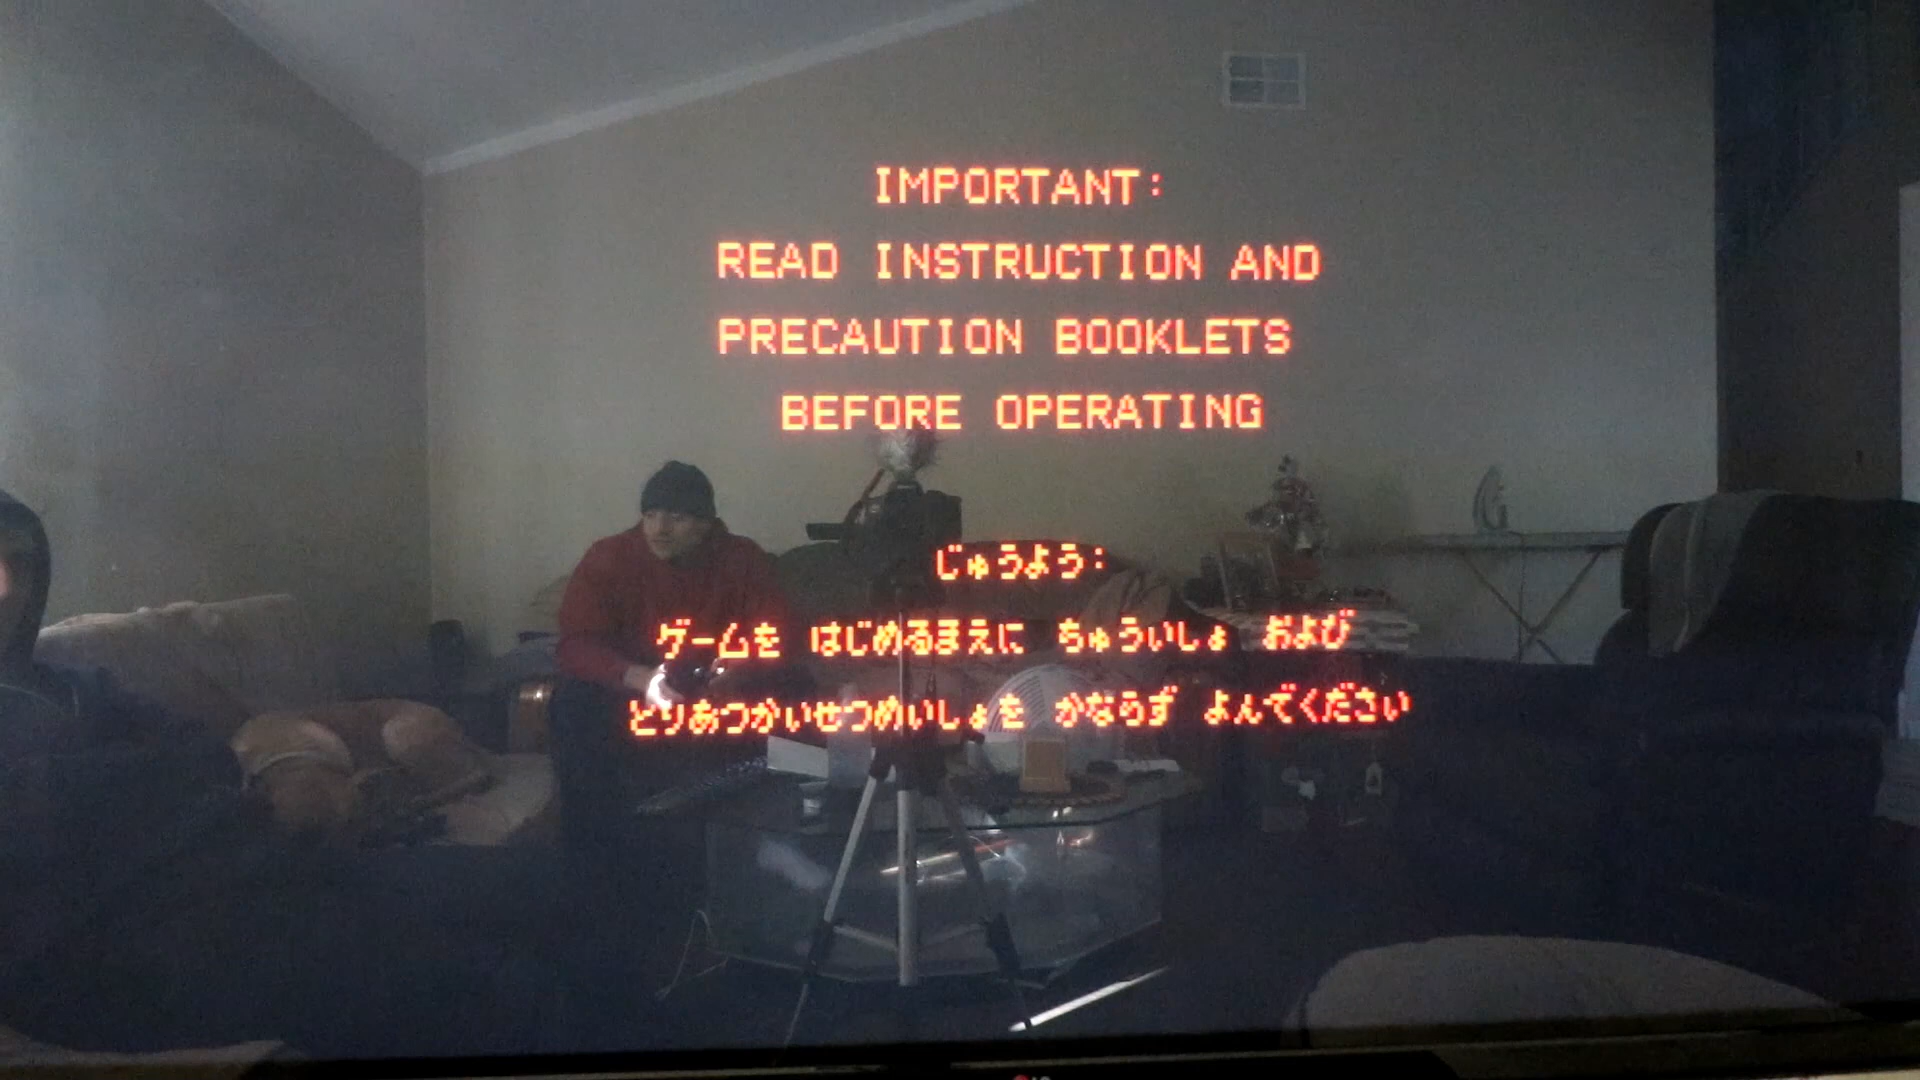 IMPORTANT:
READ INSTRUCTION AND
PRECAUTION BOOKLETS
BEFORE OPERATING
じゅうよう:
ゲームを はじめるまえに ちゅういしょ および
とりあつかいせつめいしょを かならず よんでください